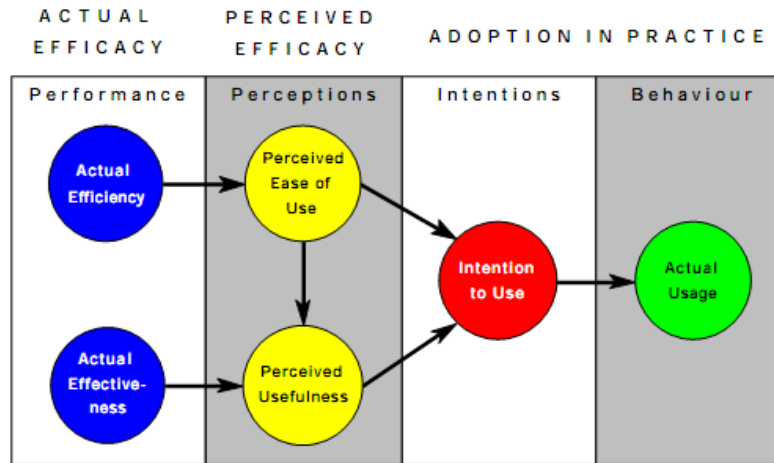 ACTUAL
EFFICACY
PERCEIVED
EFFICACY
ADOPTION IN PRACTICE
Performance
Perceptions
Intentions
Behaviour
Actual
Efficiency
Perceived
Ease of
Use
Intention
to Use
Actual
Usage
Actual
Effective-
ness
Perceived
Usefulness